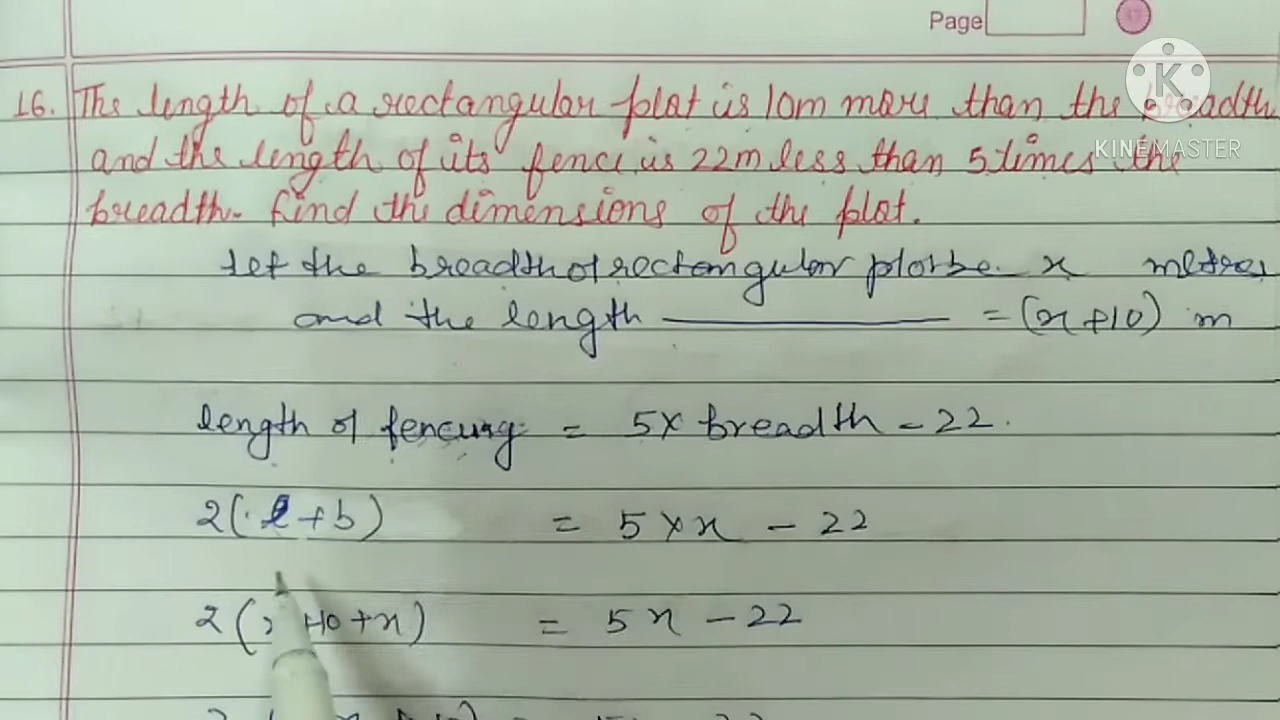 Page
K
KINEMASTER
16. The length of a rectangular plot is 10m more than the breadth
and the length of its fence is 22m less than 5 times the
breadth. find the dimensions of the plot.
let the breadth of rectangular plot be x metres
and the length = (x+10) m
length of fencing = 5x breadth - 22.
2(l+b) = 5 x x - 22
2( +10+x) = 5x - 22